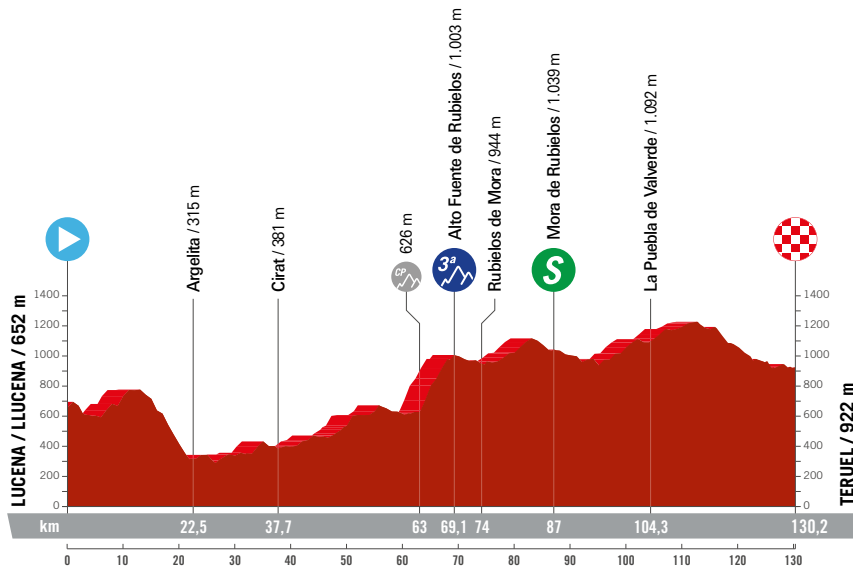 Argelita / 315 m
Cirat / 381 m
626 m
CP
Alto Fuente de Rubielos / 1.003 m
3ª
Rubielos de Mora / 944 m
Mora de Rubielos / 1.039 m
S
La Puebla de Valverde / 1.092 m
LUCENA / LLUCENA / 652 m
1400
1200
1000
800
600
400
200
0
1400
1200
1000
800
600
400
200
0
TERUEL / 922 m
km 22,5 37,7 63 69,1 74 87 104,3 130,2
0 10 20 30 40 50 60 70 80 90 100 110 120 130